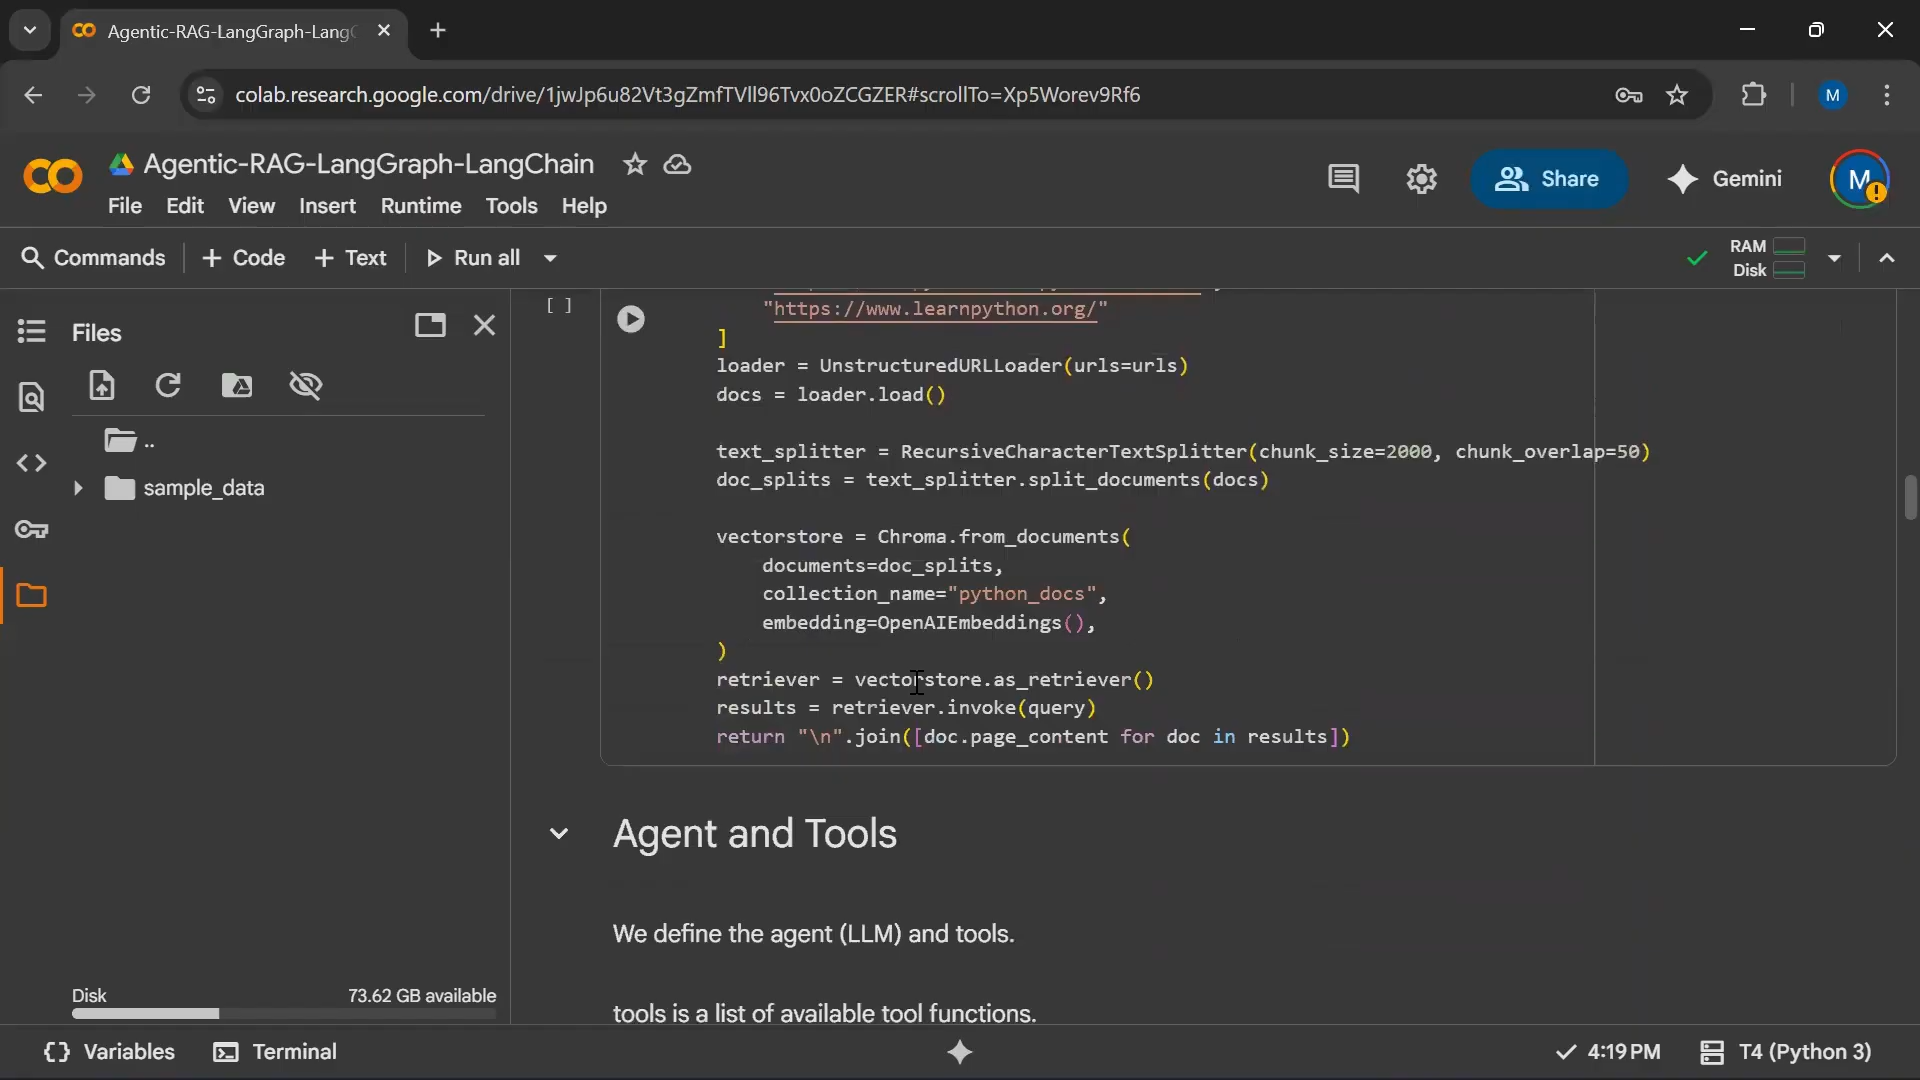 Agentic-RAG-LangGraph-Lang
colab.research.google.com/drive/1jwJp6u82Vt3gZmfTVll96Tvx0oZCGZER#scrollTo=Xp5Worev9Rf6
M
Agentic-RAG-LangGraph-LangChain
Share
Gemini
M
File Edit View Insert Runtime Tools Help
Commands
+ Code
+ Text
Run all
RAM
Disk
Files
..
sample_data
Disk
73.62 GB available
[ ]
"https://www.learnpython.org/"
]
loader = UnstructuredURLLoader(urls=urls)
docs = loader.load()
text_splitter = RecursiveCharacterTextSplitter(chunk_size=2000, chunk_overlap=50)
doc_splits = text_splitter.split_documents(docs)
vectorstore = Chroma.from_documents(
documents=doc_splits,
collection_name="python_docs",
embedding=OpenAIEmbeddings(),
)
retriever = vectorstore.as_retriever()
results = retriever.invoke(query)
return "\n".join([doc.page_content for doc in results])
Agent and Tools
We define the agent (LLM) and tools.
tools is a list of available tool functions.
Variables
Terminal
4:19 PM
T4 (Python 3)